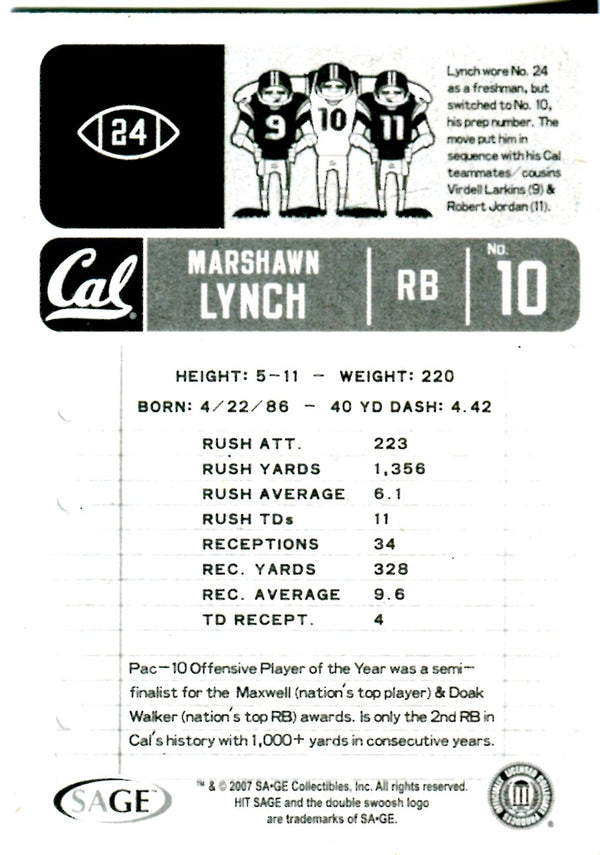 24
9
10
11
Lynch wore No. 24
as a freshman, but
switched to No. 10,
his prep number. The
move put him in
sequence with his Cal
teammates/cousins
Virdell Larkins (9) &
Robert Jordan (11).
Cal
MARSHAWN
LYNCH
RB
NO.
10
HEIGHT: 5-11 - WEIGHT: 220
BORN: 4/22/86 - 40 YD DASH: 4.42
RUSH ATT. 223
RUSH YARDS 1,356
RUSH AVERAGE 6.1
RUSH TDs 11
RECEPTIONS 34
REC. YARDS 328
REC. AVERAGE 9.6
TD RECEPT. 4
Pac-10 Offensive Player of the Year was a semi-
finalist for the Maxwell (nation's top player) & Doak
Walker (nation's top RB) awards. Is only the 2nd RB in
Cal's history with 1,000+ yards in consecutive years.
SAGE
™ & © 2007 SA•GE Collectibles, Inc. All rights reserved.
HIT SAGE and the double swoosh logo
are trademarks of SA•GE.
OFFICIALLY LICENSED COLLEGIATE PRODUCTS